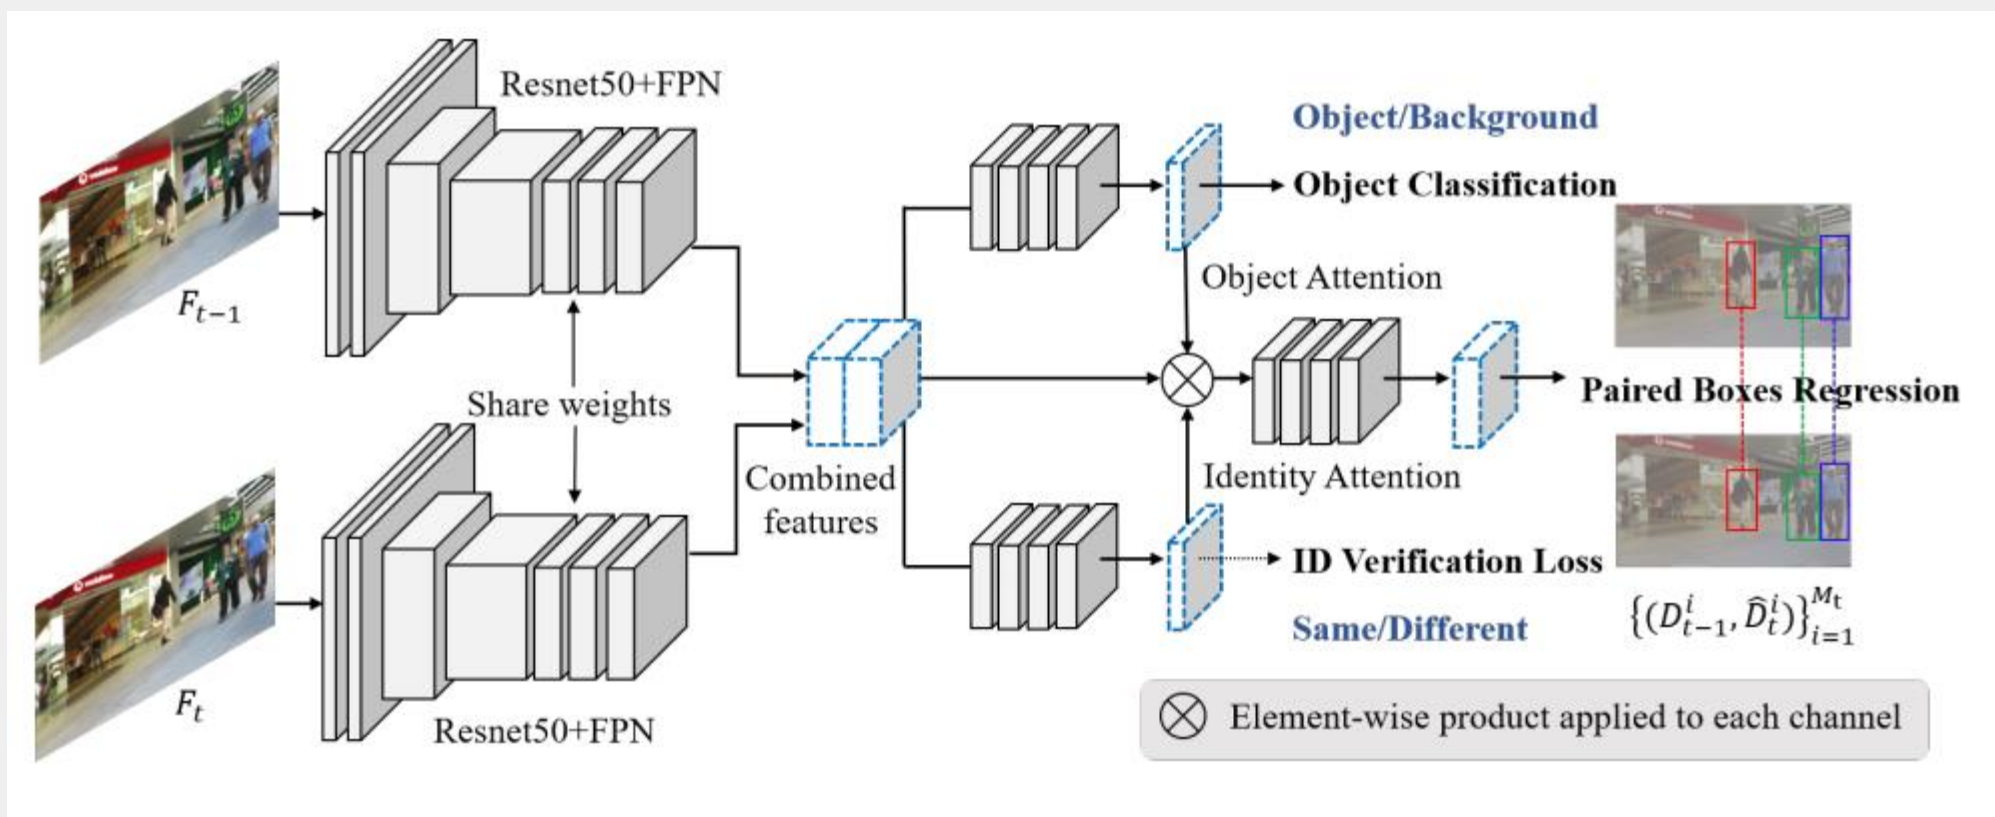 Resnet50+FPN
F_{t−1}
Share weights
F_t
Resnet50+FPN
Combined
features
Object/Background
Object Classification
Object Attention
Paired Boxes Regression
Identity Attention
ID Verification Loss
Same/Different
{(D^i_{t−1}, D̂^i_t)}^{M_t}_{i=1}
⊗ Element-wise product applied to each channel